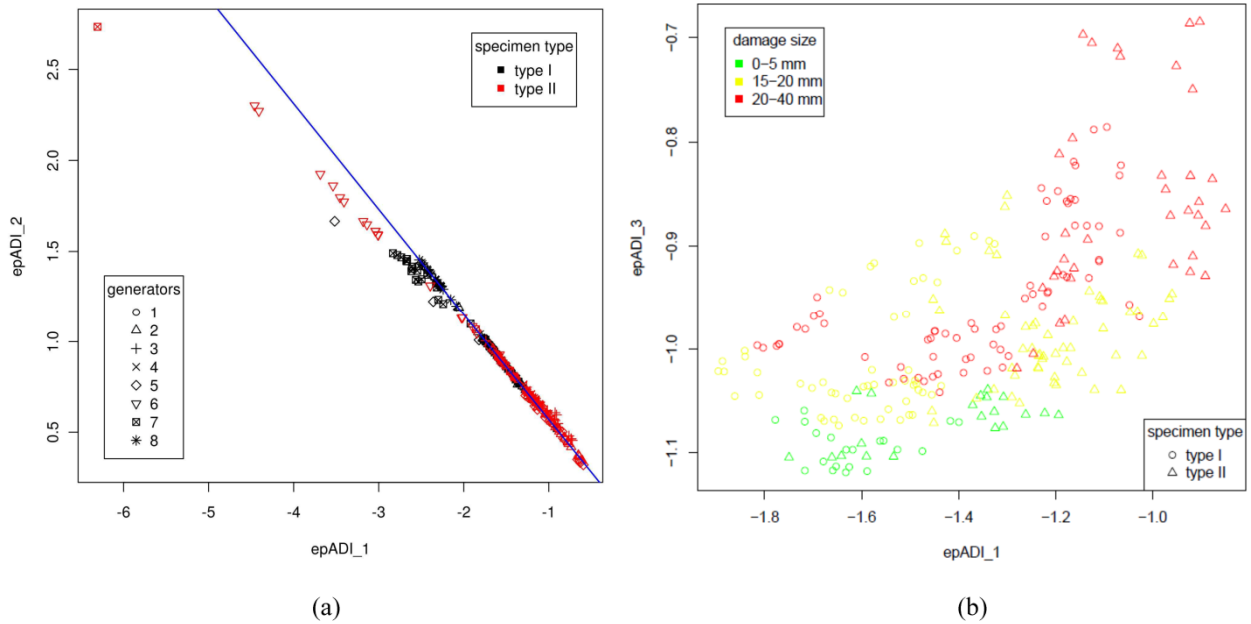 2.5
2.0
1.5
1.0
0.5
epADI_2
-6
-5
-4
-3
-2
-1
epADI_1
specimen type
type I
type II
generators
1
2
3
4
5
6
7
8
(a)
−0.7
−0.8
−0.9
−1.0
−1.1
epADI_3
−1.8
−1.6
−1.4
−1.2
−1.0
epADI_1
damage size
0−5 mm
15−20 mm
20−40 mm
specimen type
type I
type II
(b)